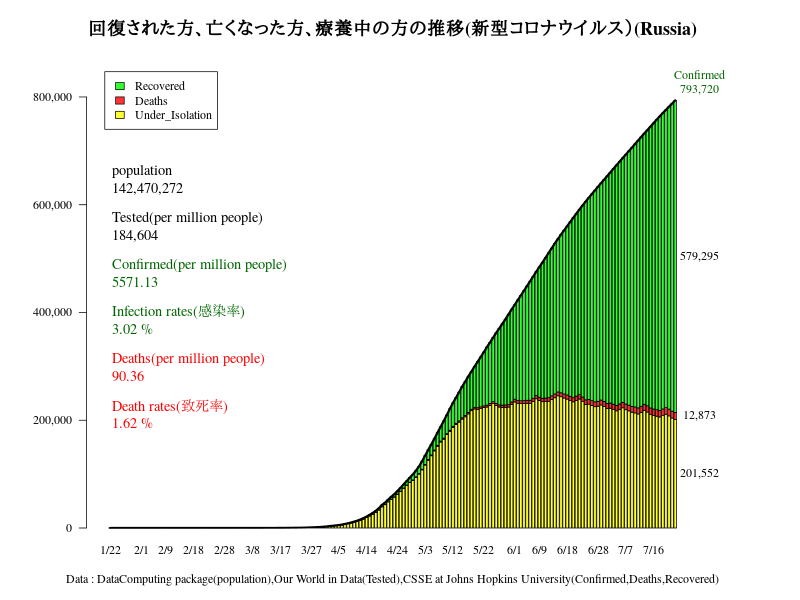 回復された方、亡くなった方、療養中の方の推移(新型コロナウイルス）(Russia)
Confirmed
793,720
Recovered
Deaths
Under_Isolation
800,000
600,000
400,000
200,000
0
population
142,470,272
Tested(per million people)
184,604
Confirmed(per million people)
5571.13
Infection rates(感染率)
3.02 %
Deaths(per million people)
90.36
Death rates(致死率)
1.62 %
579,295
12,873
201,552
1/22 2/1 2/9 2/18 2/28 3/8 3/17 3/27 4/5 4/14 4/24 5/3 5/12 5/22 6/1 6/9 6/18 6/28 7/7 7/16
Data : DataComputing package(population),Our World in Data(Tested),CSSE at Johns Hopkins University(Confirmed,Deaths,Recovered)